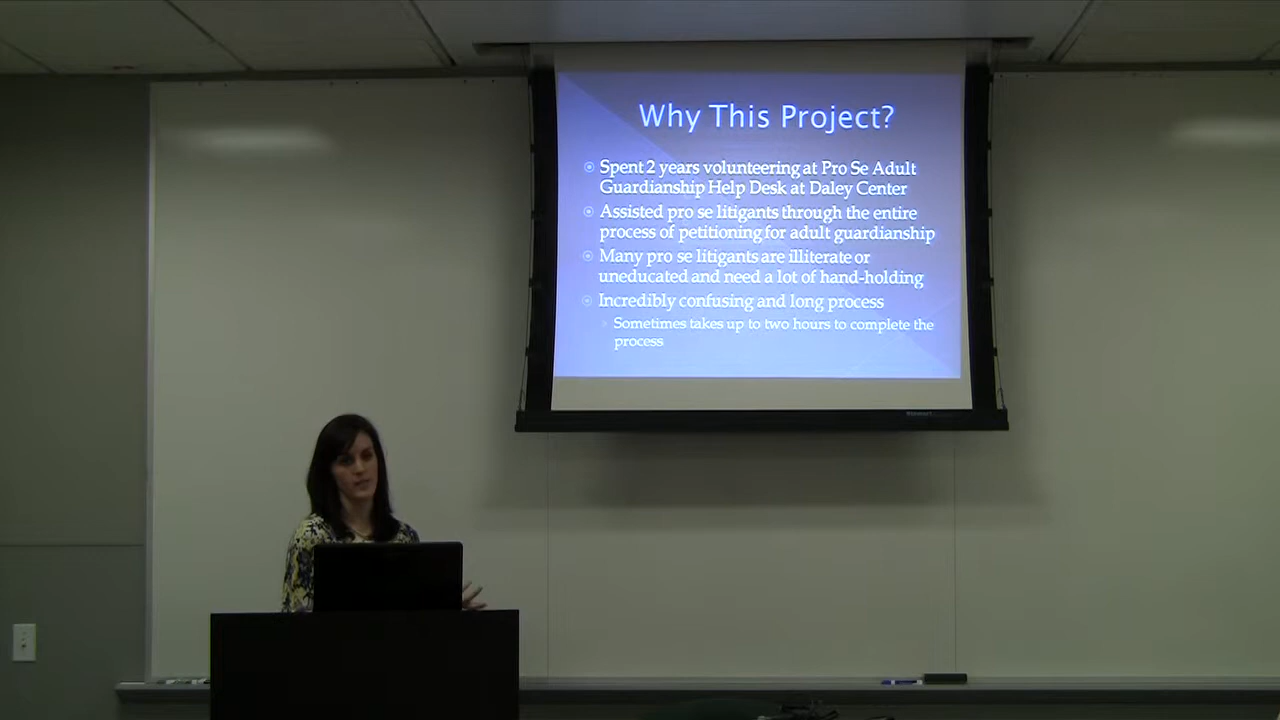 Why This Project?
Spent 2 years volunteering at Pro Se Adult
Guardianship Help Desk at Daley Center
Assisted pro se litigants through the entire
process of petitioning for adult guardianship
Many pro se litigants are illiterate or
uneducated and need a lot of hand-holding
Incredibly confusing and long process
Sometimes takes up to two hours to complete the
process